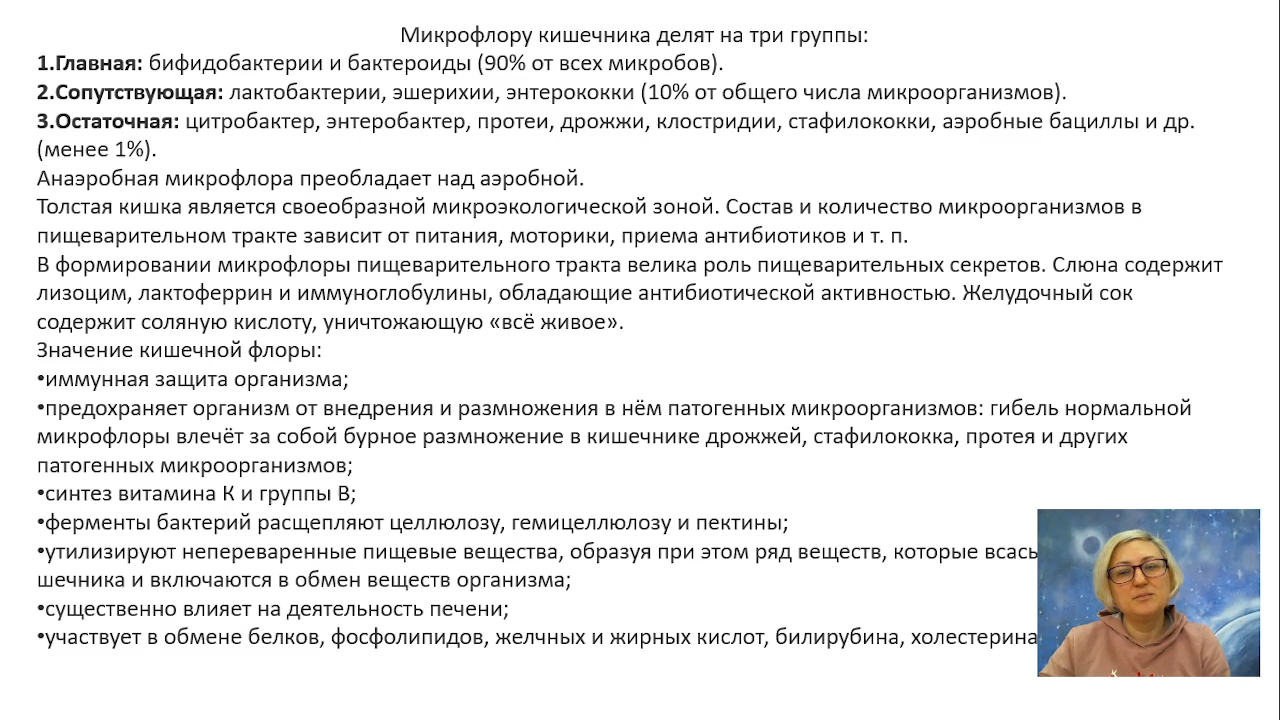 Микрофлору кишечника делят на три группы:
1.Главная: бифидобактерии и бактероиды (90% от всех микробов).
2.Сопутствующая: лактобактерии, эшерихии, энтерококки (10% от общего числа микроорганизмов).
3.Остаточная: цитробактер, энтеробактер, протеи, дрожжи, клостридии, стафилококки, аэробные бациллы и др.
(менее 1%).
Анаэробная микрофлора преобладает над аэробной.
Толстая кишка является своеобразной микроэкологической зоной. Состав и количество микроорганизмов в
пищеварительном тракте зависит от питания, моторики, приема антибиотиков и т. п.
В формировании микрофлоры пищеварительного тракта велика роль пищеварительных секретов. Слюна содержит
лизоцим, лактоферрин и иммуноглобулины, обладающие антибиотической активностью. Желудочный сок
содержит соляную кислоту, уничтожающую «всё живое».
Значение кишечной флоры:
•иммунная защита организма;
•предохраняет организм от внедрения и размножения в нём патогенных микроорганизмов: гибель нормальной
микрофлоры влечёт за собой бурное размножение в кишечнике дрожжей, стафилококка, протея и других
патогенных микроорганизмов;
•синтез витамина К и группы В;
•ферменты бактерий расщепляют целлюлозу, гемицеллюлозу и пектины;
•утилизируют непереваренные пищевые вещества, образуя при этом ряд веществ, которые
шечника и включаются в обмен веществ организма;
•существенно влияет на деятельность печени;
•участвует в обмене белков, фосфолипидов, желчных и жирных кислот, билирубина, холестерина